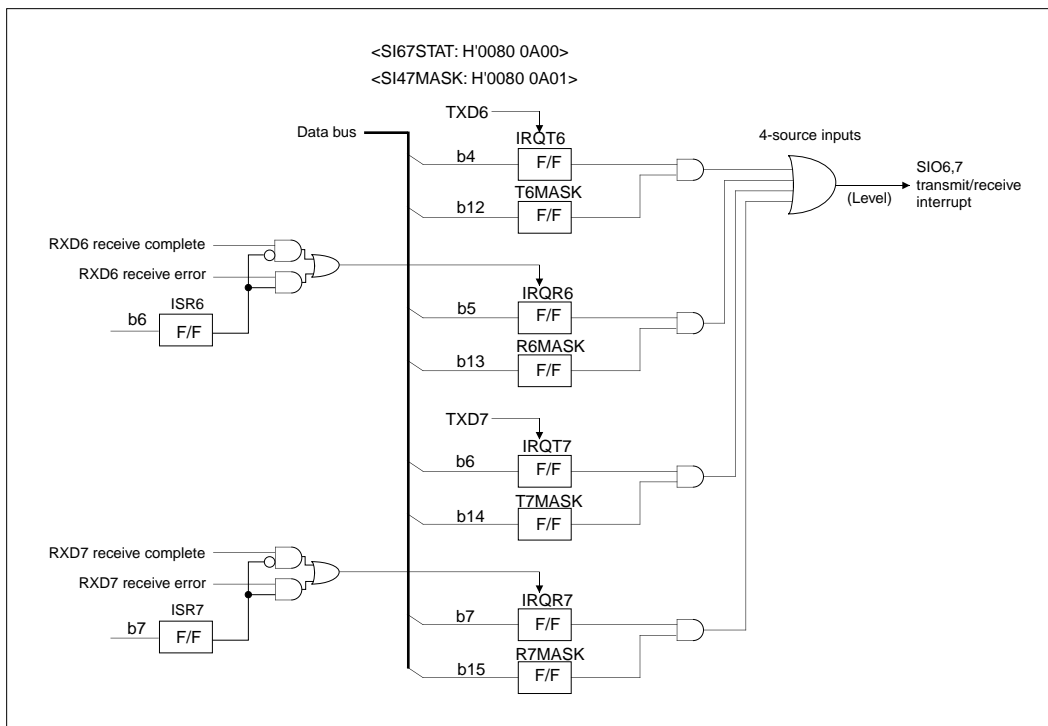 <SI67STAT: H'0080 0A00>
<SI47MASK: H'0080 0A01>
TXD6
Data bus
IRQT6
4-source inputs
b4
F/F
T6MASK
b12
F/F
SIO6,7
transmit/receive
interrupt
(Level)
RXD6 receive complete
RXD6 receive error
ISR6
b6
F/F
IRQR6
b5
F/F
R6MASK
b13
F/F
TXD7
IRQT7
b6
F/F
T7MASK
b14
F/F
RXD7 receive complete
RXD7 receive error
ISR7
b7
F/F
IRQR7
b7
F/F
R7MASK
b15
F/F